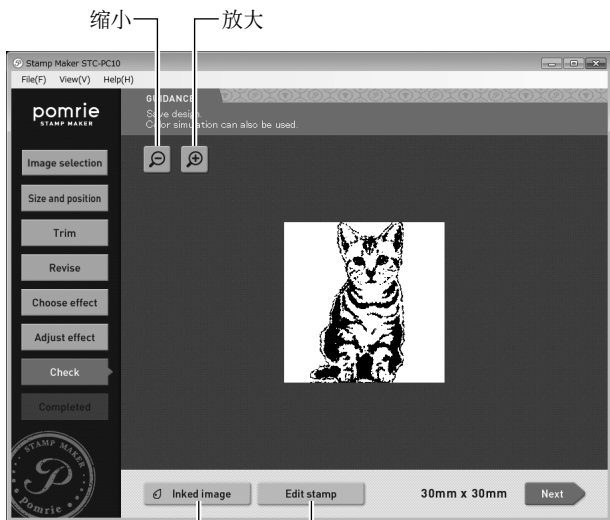 缩小 放大
Stamp Maker STC-PC10
File(F) View(V) Help(H)
GUIDANCE
Save design.
Color simulation can also be used.
pomrie
STAMP MAKER
Image selection
Size and position
Trim
Revise
Choose effect
Adjust effect
Check
Completed
STAMP MAKER
P
pomrie
Inked image
Edit stamp
30mm x 30mm
Next